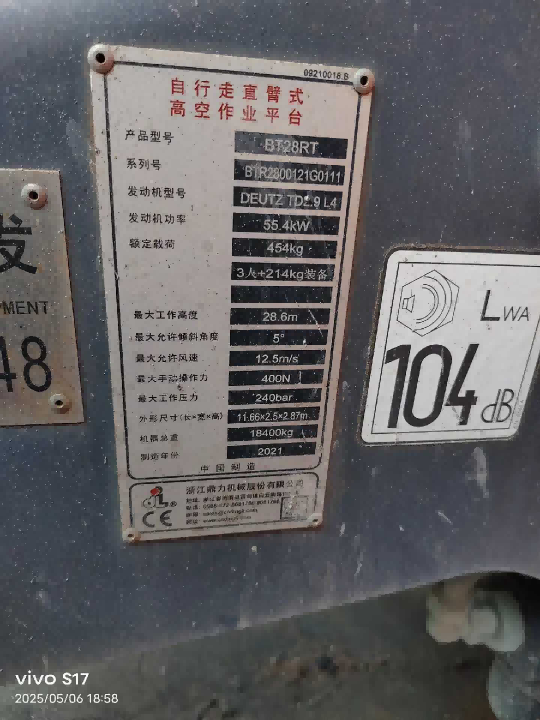 09210018.B
自行走直臂式
高空作业平台
产品型号 BT28RT
系列号 BTR2800121G0111
发动机型号 DEUTZ TD2.9 L4
发动机功率 55.4kW
额定载荷 454kg
3人+214kg装备
最大工作高度 28.6m
最大允许倾斜角度 5°
最大允许风速 12.5m/s
最大手动操作力 400N
最大工作压力 240bar
外形尺寸(长×宽×高) 11.66×2.5×2.87m
机器总重 18400kg
制造年份 2021
中国制造
浙江鼎力机械股份有限公司
CE
发
PMENT
48
LWA
104 dB
vivo S17
2025/05/06 18:58